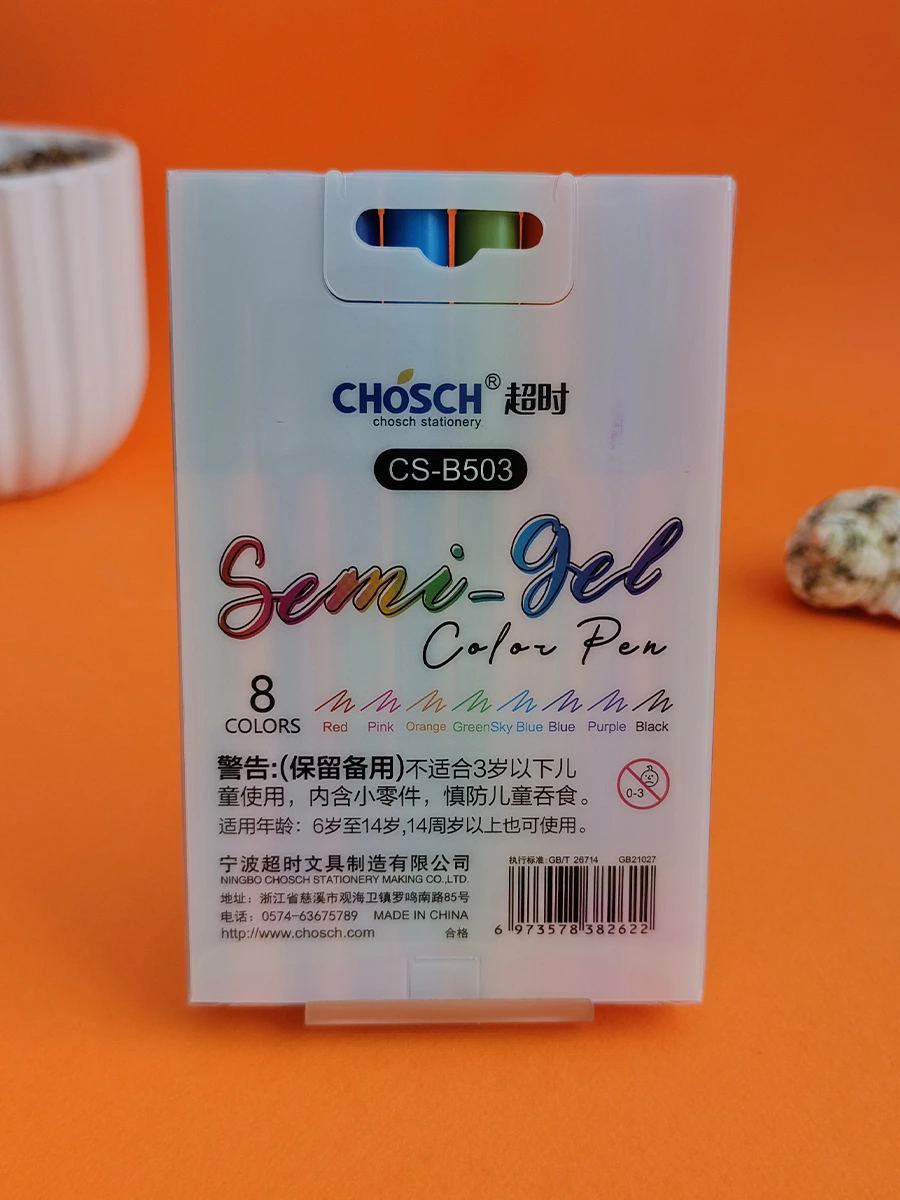 CHOSCH® 超时
chosch stationery
CS-B503
Semi-gel
Color Pen
8
COLORS
Red Pink Orange Green Sky Blue Blue Purple Black
警告:(保留备用)不适合3岁以下儿
童使用，内含小零件，慎防儿童吞食。
0-3
适用年龄：6岁至14岁,14周岁以上也可使用。
宁波超时文具制造有限公司
NINGBO CHOSCH STATIONERY MAKING CO.,LTD.
地址：浙江省慈溪市观海卫镇罗鸣南路85号
电话：0574-63675789 MADE IN CHINA
http://www.chosch.com 合格
执行标准:GB/T 26714 GB21027
6 973578 382622